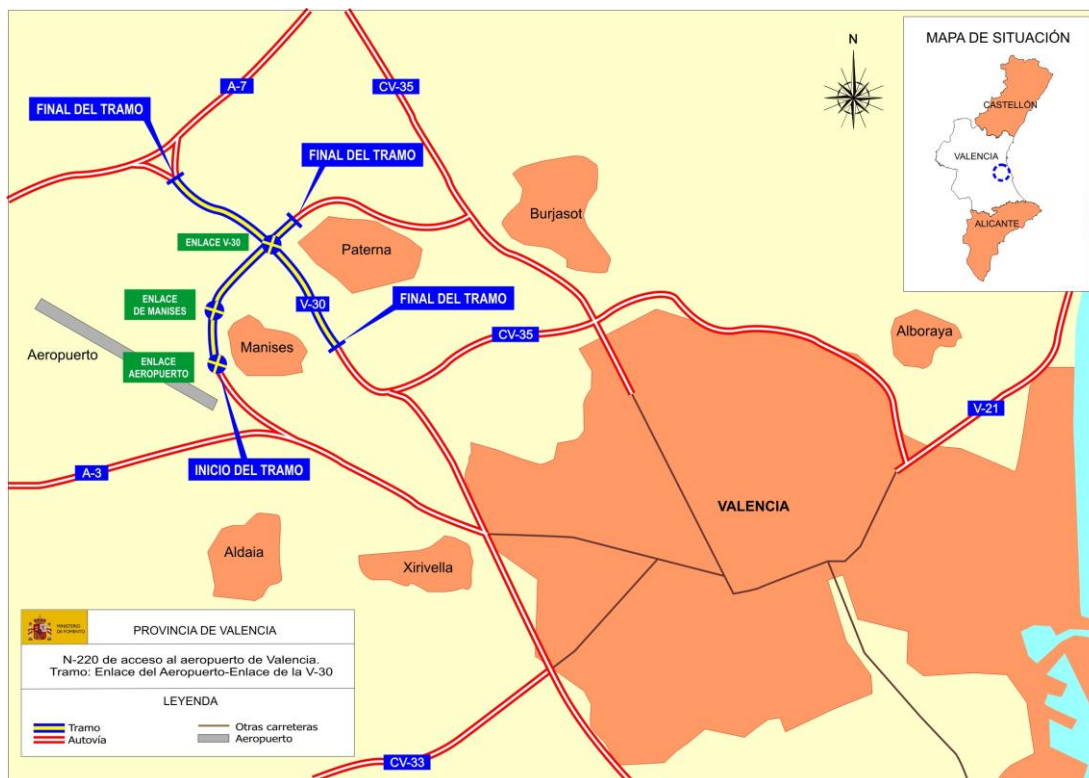 A-7
CV-35
N
MAPA DE SITUACIÓN
CASTELLÓN
VALENCIA
ALICANTE
FINAL DEL TRAMO
FINAL DEL TRAMO
Burjasot
ENLACE V-30
Paterna
V-30
FINAL DEL TRAMO
ENLACE
DE MANISES
Aeropuerto
Manises
CV-35
Alboraya
ENLACE
AEROPUERTO
V-21
A-3
INICIO DEL TRAMO
VALENCIA
Aldaia
Xirivella
MINISTERIO
DE FOMENTO
PROVINCIA DE VALENCIA
N-220 de acceso al aeropuerto de Valencia.
Tramo: Enlace del Aeropuerto-Enlace de la V-30
LEYENDA
Tramo
Otras carreteras
Autovía
Aeropuerto
CV-33